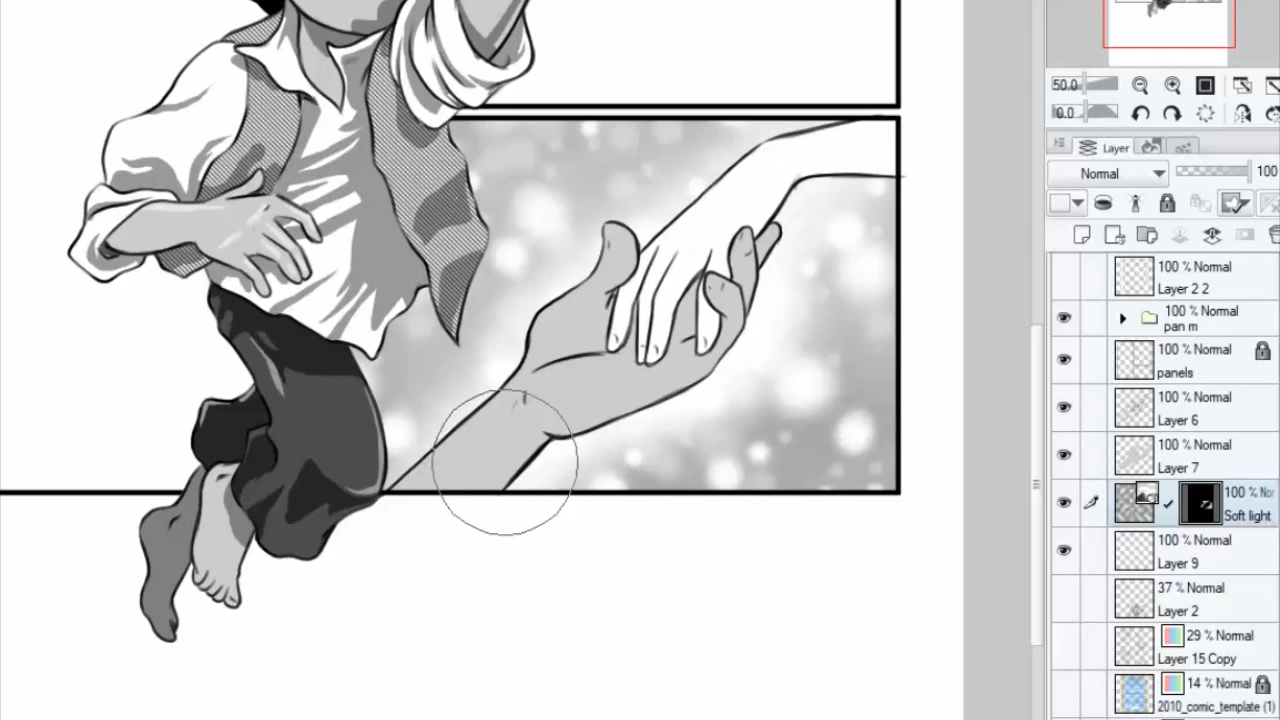 50.0
0.0
Layer
Normal
100
100 % Normal
Layer 2 2
100 % Normal
pan m
100 % Normal
panels
100 % Normal
Layer 6
100 % Normal
Layer 7
100 % Nor
Soft light
100 % Normal
Layer 9
37 % Normal
Layer 2
29 % Normal
Layer 15 Copy
14 % Normal
2010_comic_template (1)